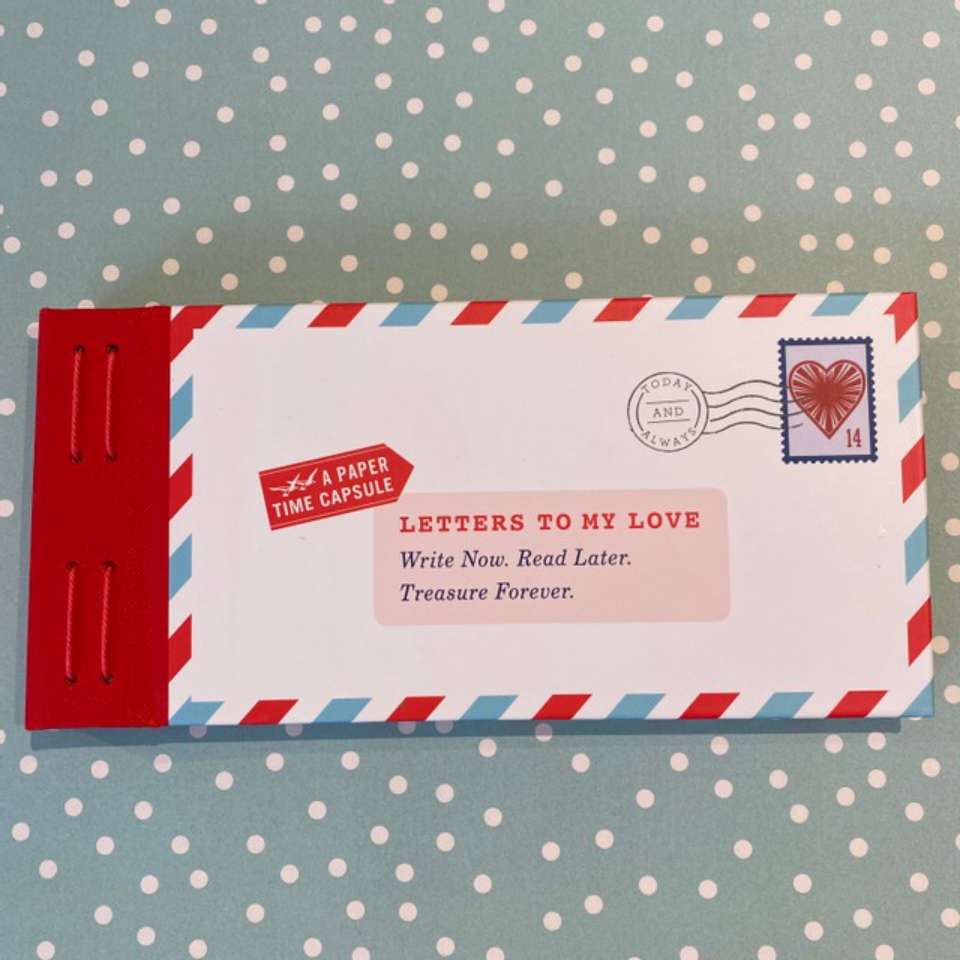 TODAY
AND
ALWAYS
14
A PAPER
TIME CAPSULE
LETTERS TO MY LOVE
Write Now. Read Later.
Treasure Forever.